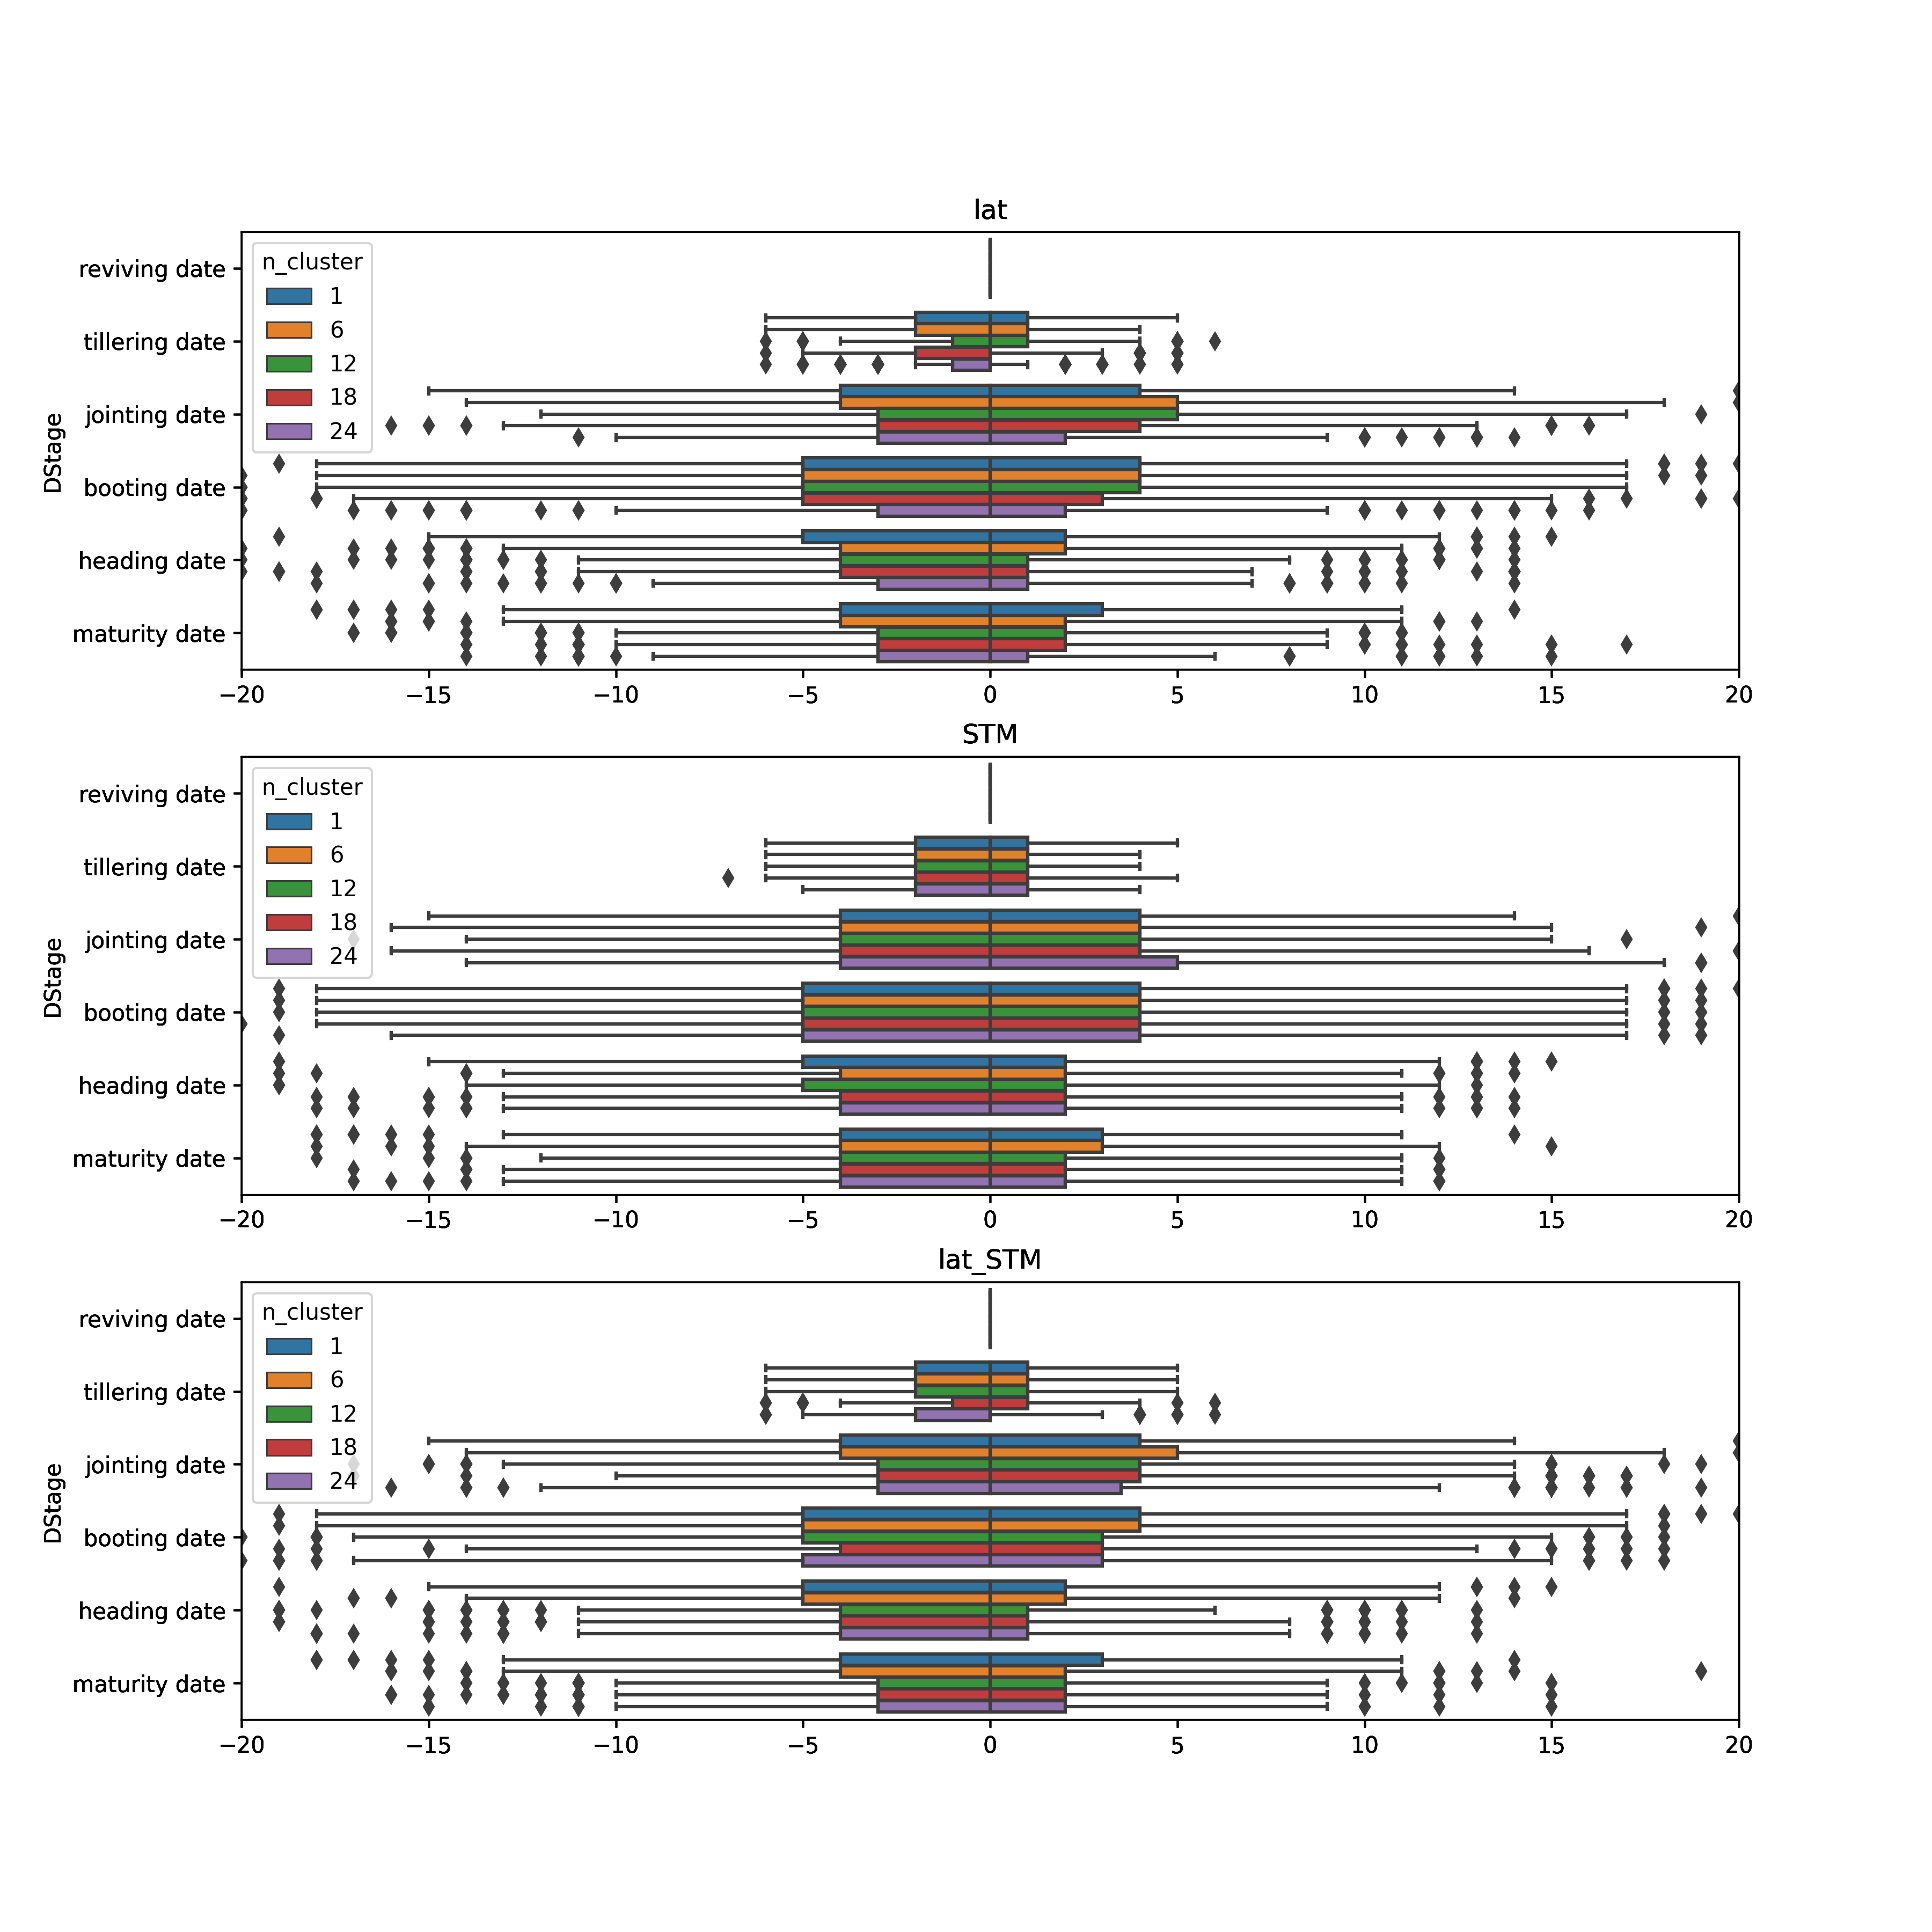 lat
n_cluster
1
6
12
18
24
DStage
reviving date
tillering date
jointing date
booting date
heading date
maturity date
−20 −15 −10 −5 0 5 10 15 20
STM
n_cluster
1
6
12
18
24
DStage
reviving date
tillering date
jointing date
booting date
heading date
maturity date
−20 −15 −10 −5 0 5 10 15 20
lat_STM
n_cluster
1
6
12
18
24
DStage
reviving date
tillering date
jointing date
booting date
heading date
maturity date
−20 −15 −10 −5 0 5 10 15 20